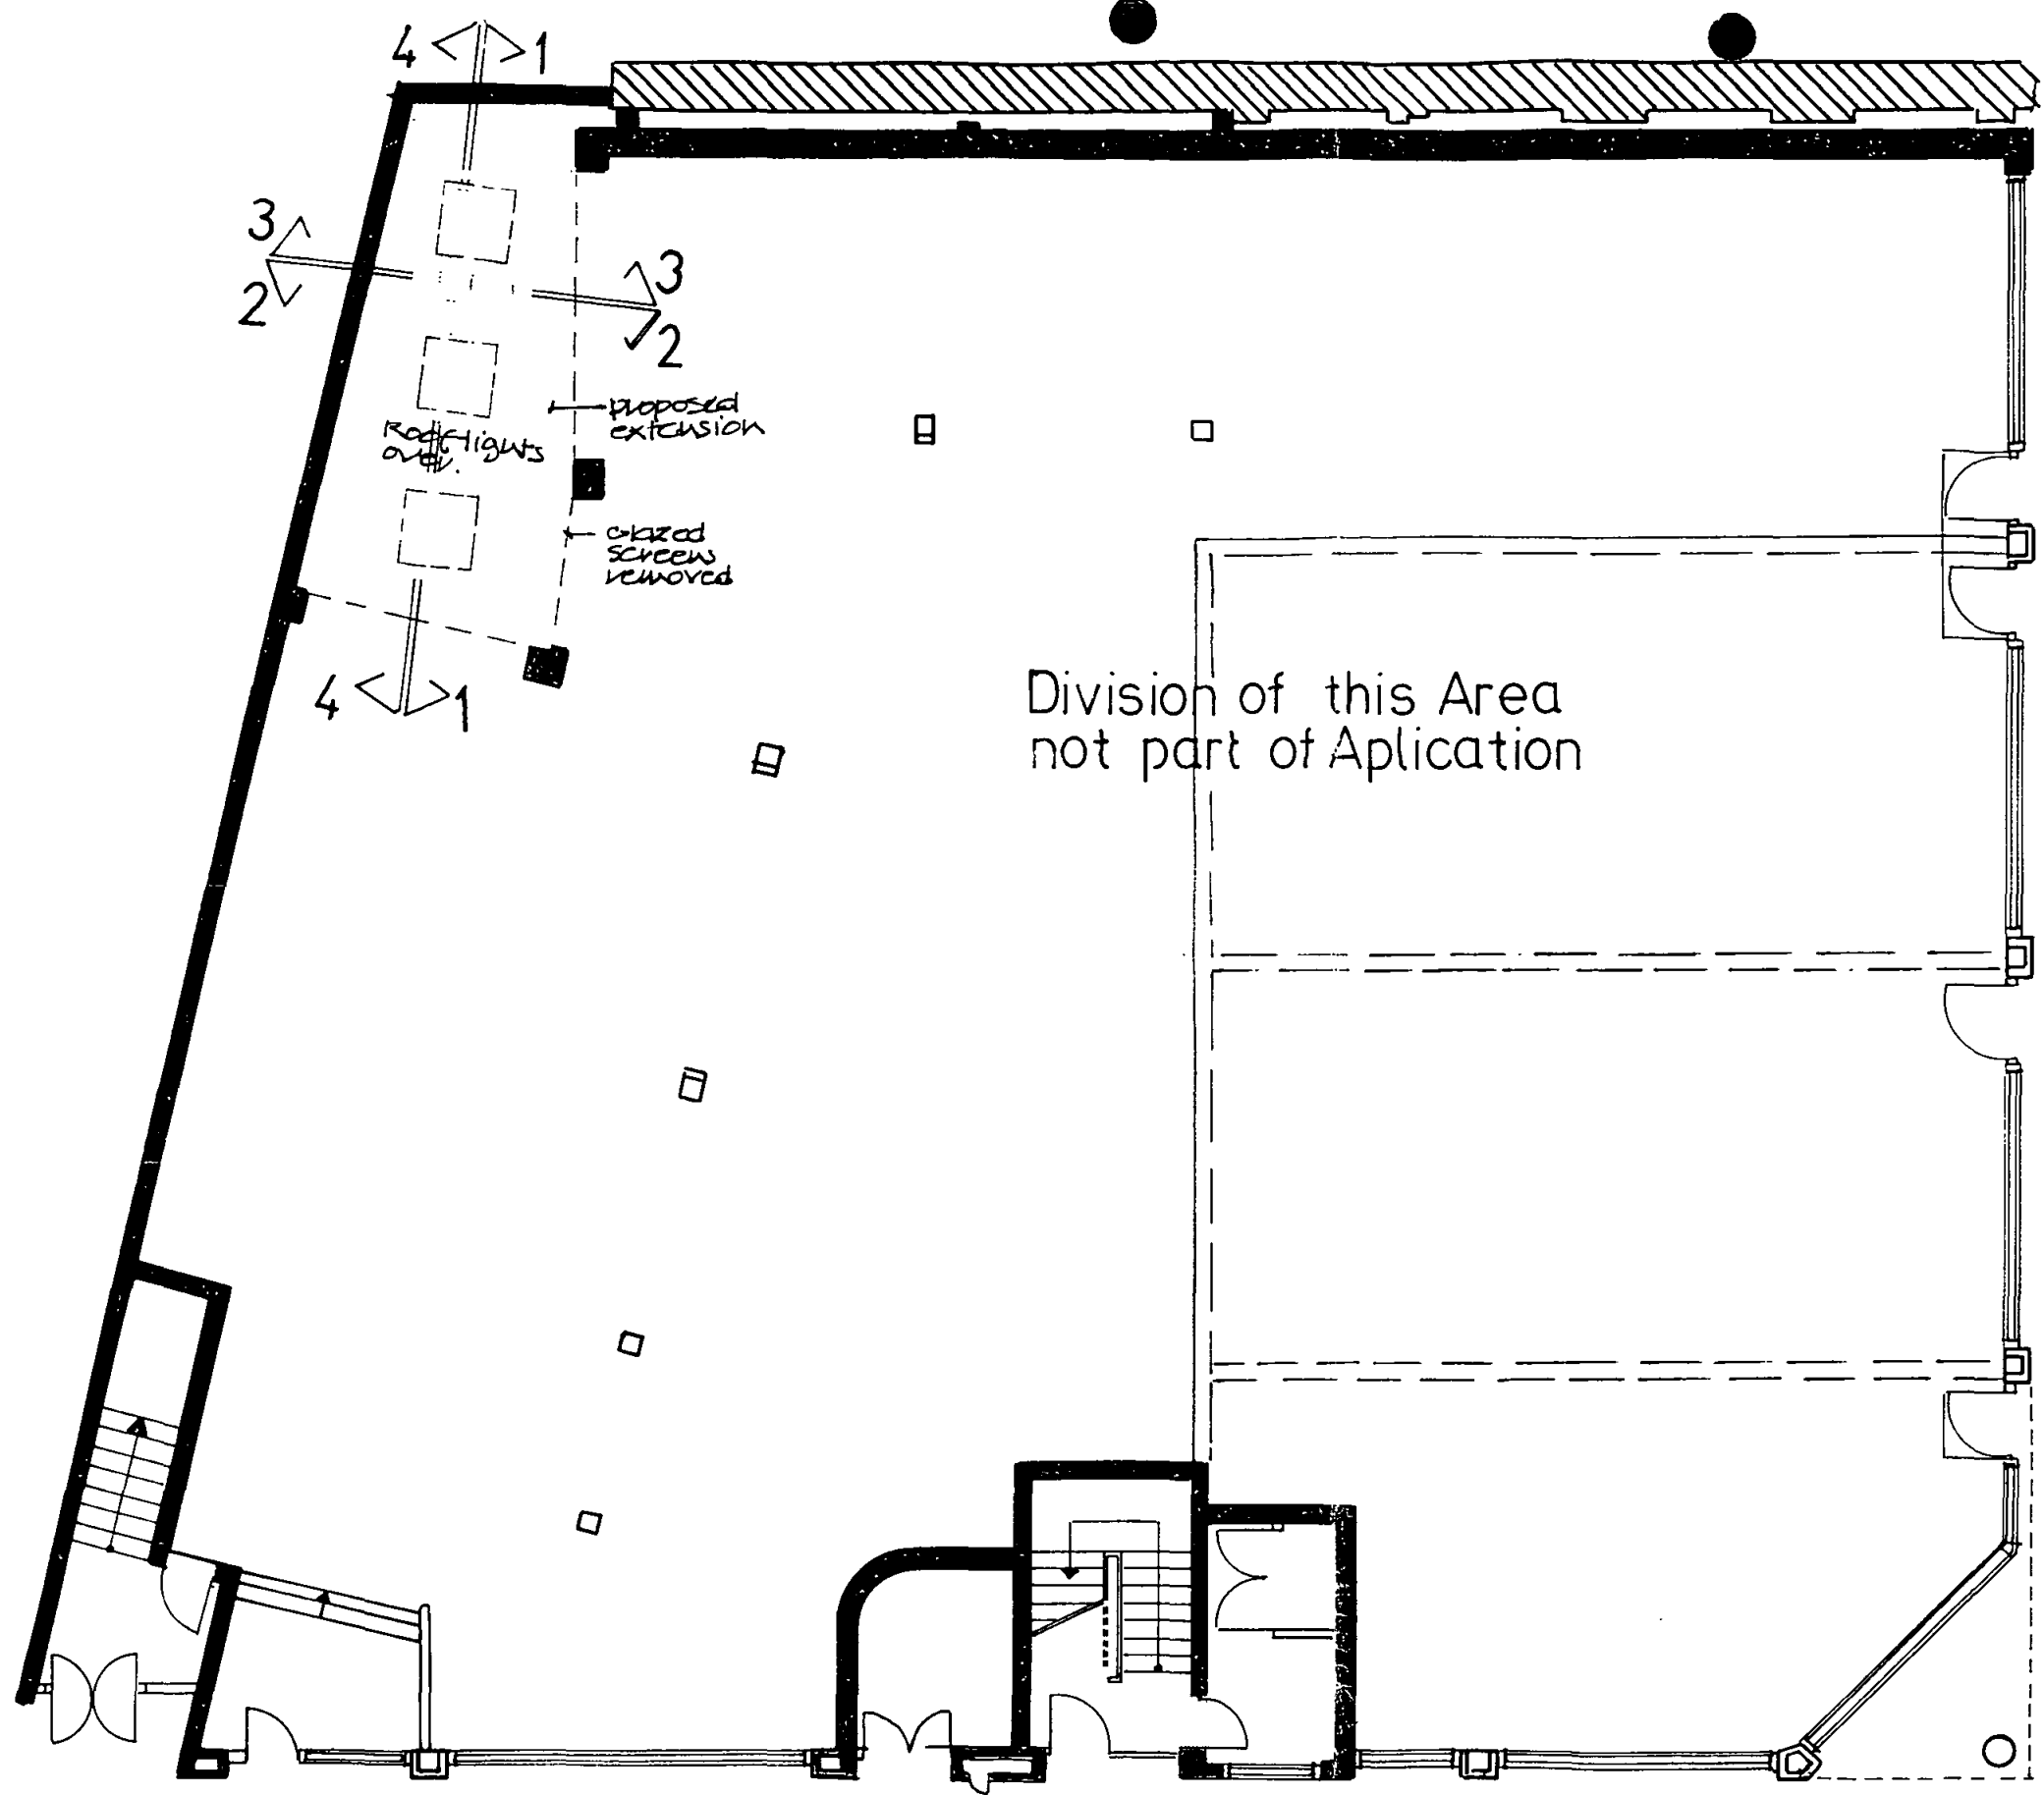 4 1
3
3
2
2
proposed
extension
Rooflights
over.
Glazed
screen
removed
4 1
Division of this Area
not part of Aplication